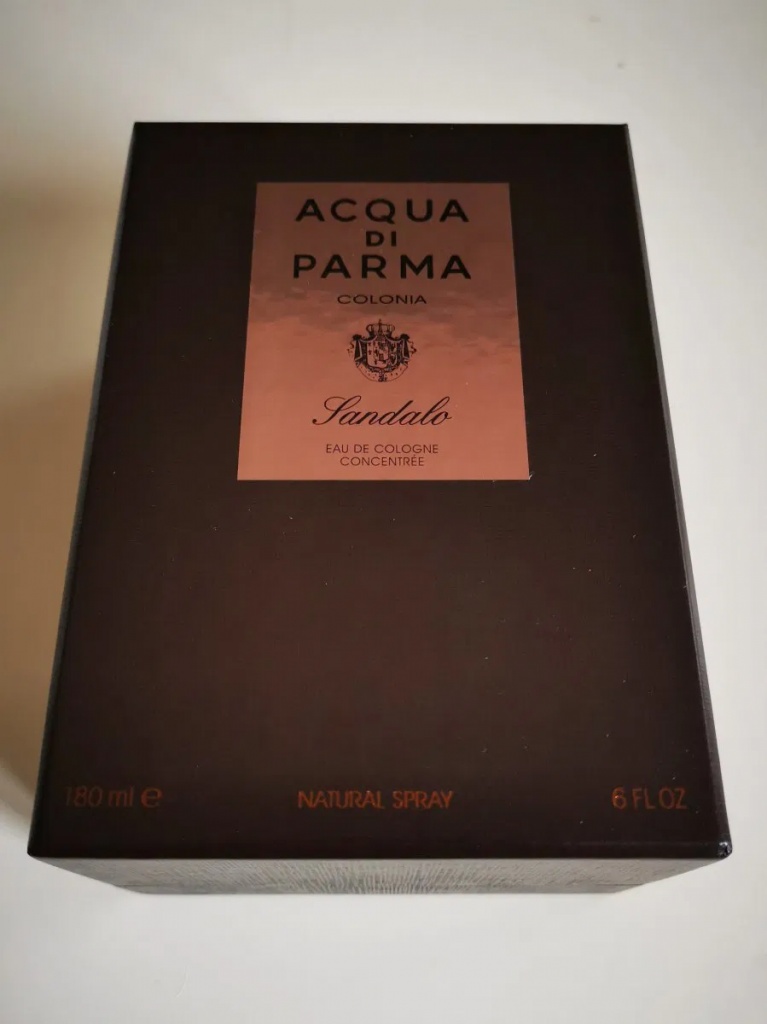 ACQUA
DI
PARMA
COLONIA
Sandalo
EAU DE COLOGNE
CONCENTRÉE
180 ml ℮
NATURAL SPRAY
6 FL OZ